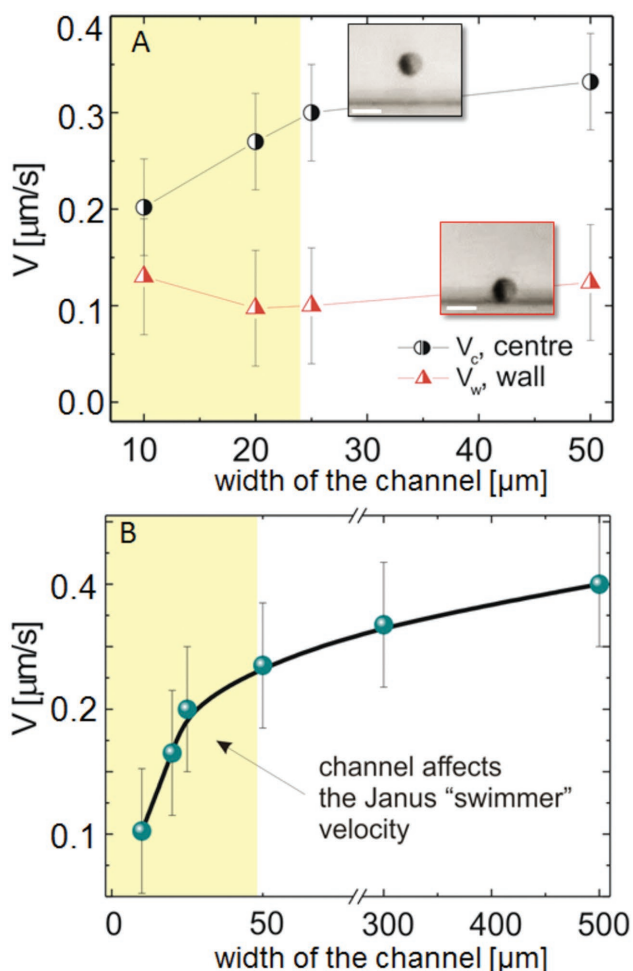 A
0.4
0.3
0.2
0.1
0.0
V [µm/s]
V_c, centre
V_w, wall
10 20 30 40 50
width of the channel [µm]
B
0.4
0.2
0.1
V [µm/s]
channel affects
the Janus “swimmer”
velocity
0 50 300 400 500
width of the channel [µm]